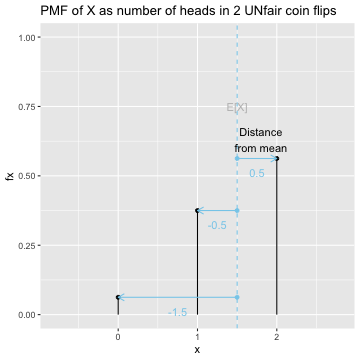 PMF of X as number of heads in 2 UNfair coin flips
1.00
0.75
0.50
0.25
0.00
fx
E[X]
Distance
from mean
0.5
-0.5
-1.5
0
1
2
x